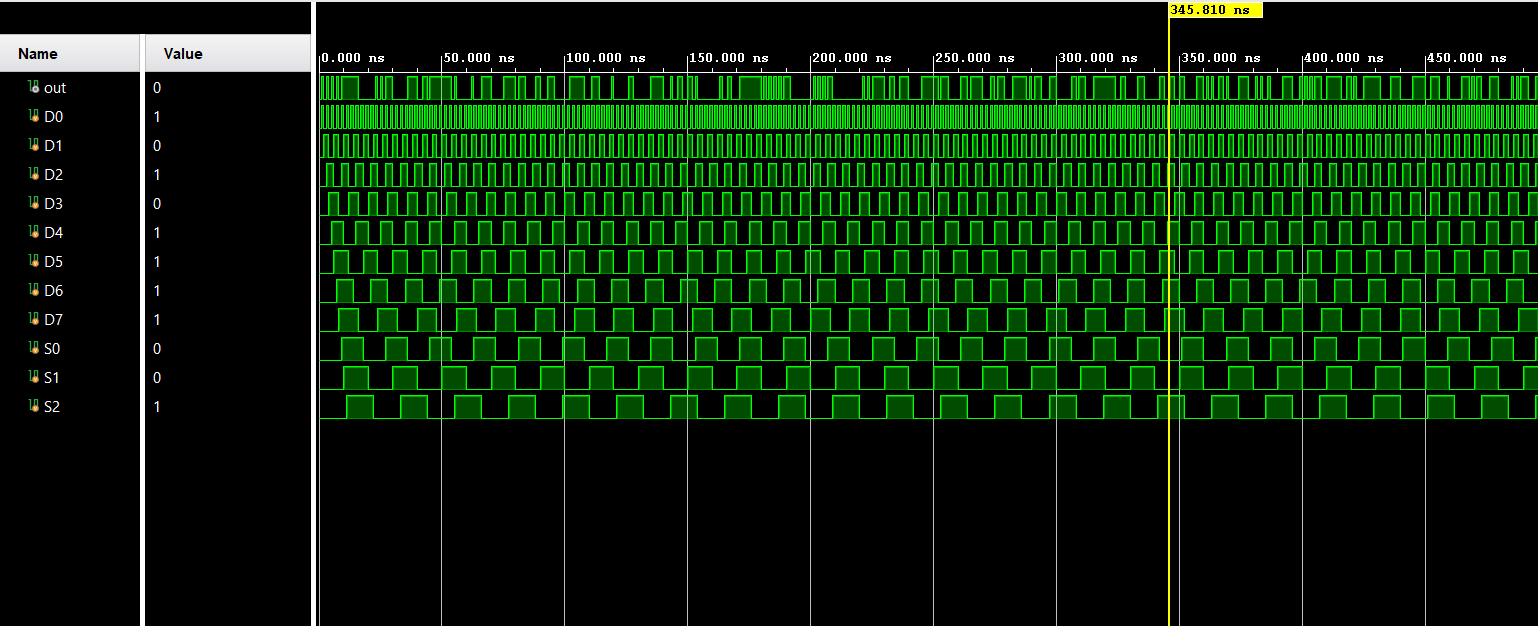 345.810 ns
Name Value
0.000 ns 50.000 ns 100.000 ns 150.000 ns 200.000 ns 250.000 ns 300.000 ns 350.000 ns 400.000 ns 450.000 ns
out 0
D0 1
D1 0
D2 1
D3 0
D4 1
D5 1
D6 1
D7 1
S0 0
S1 0
S2 1